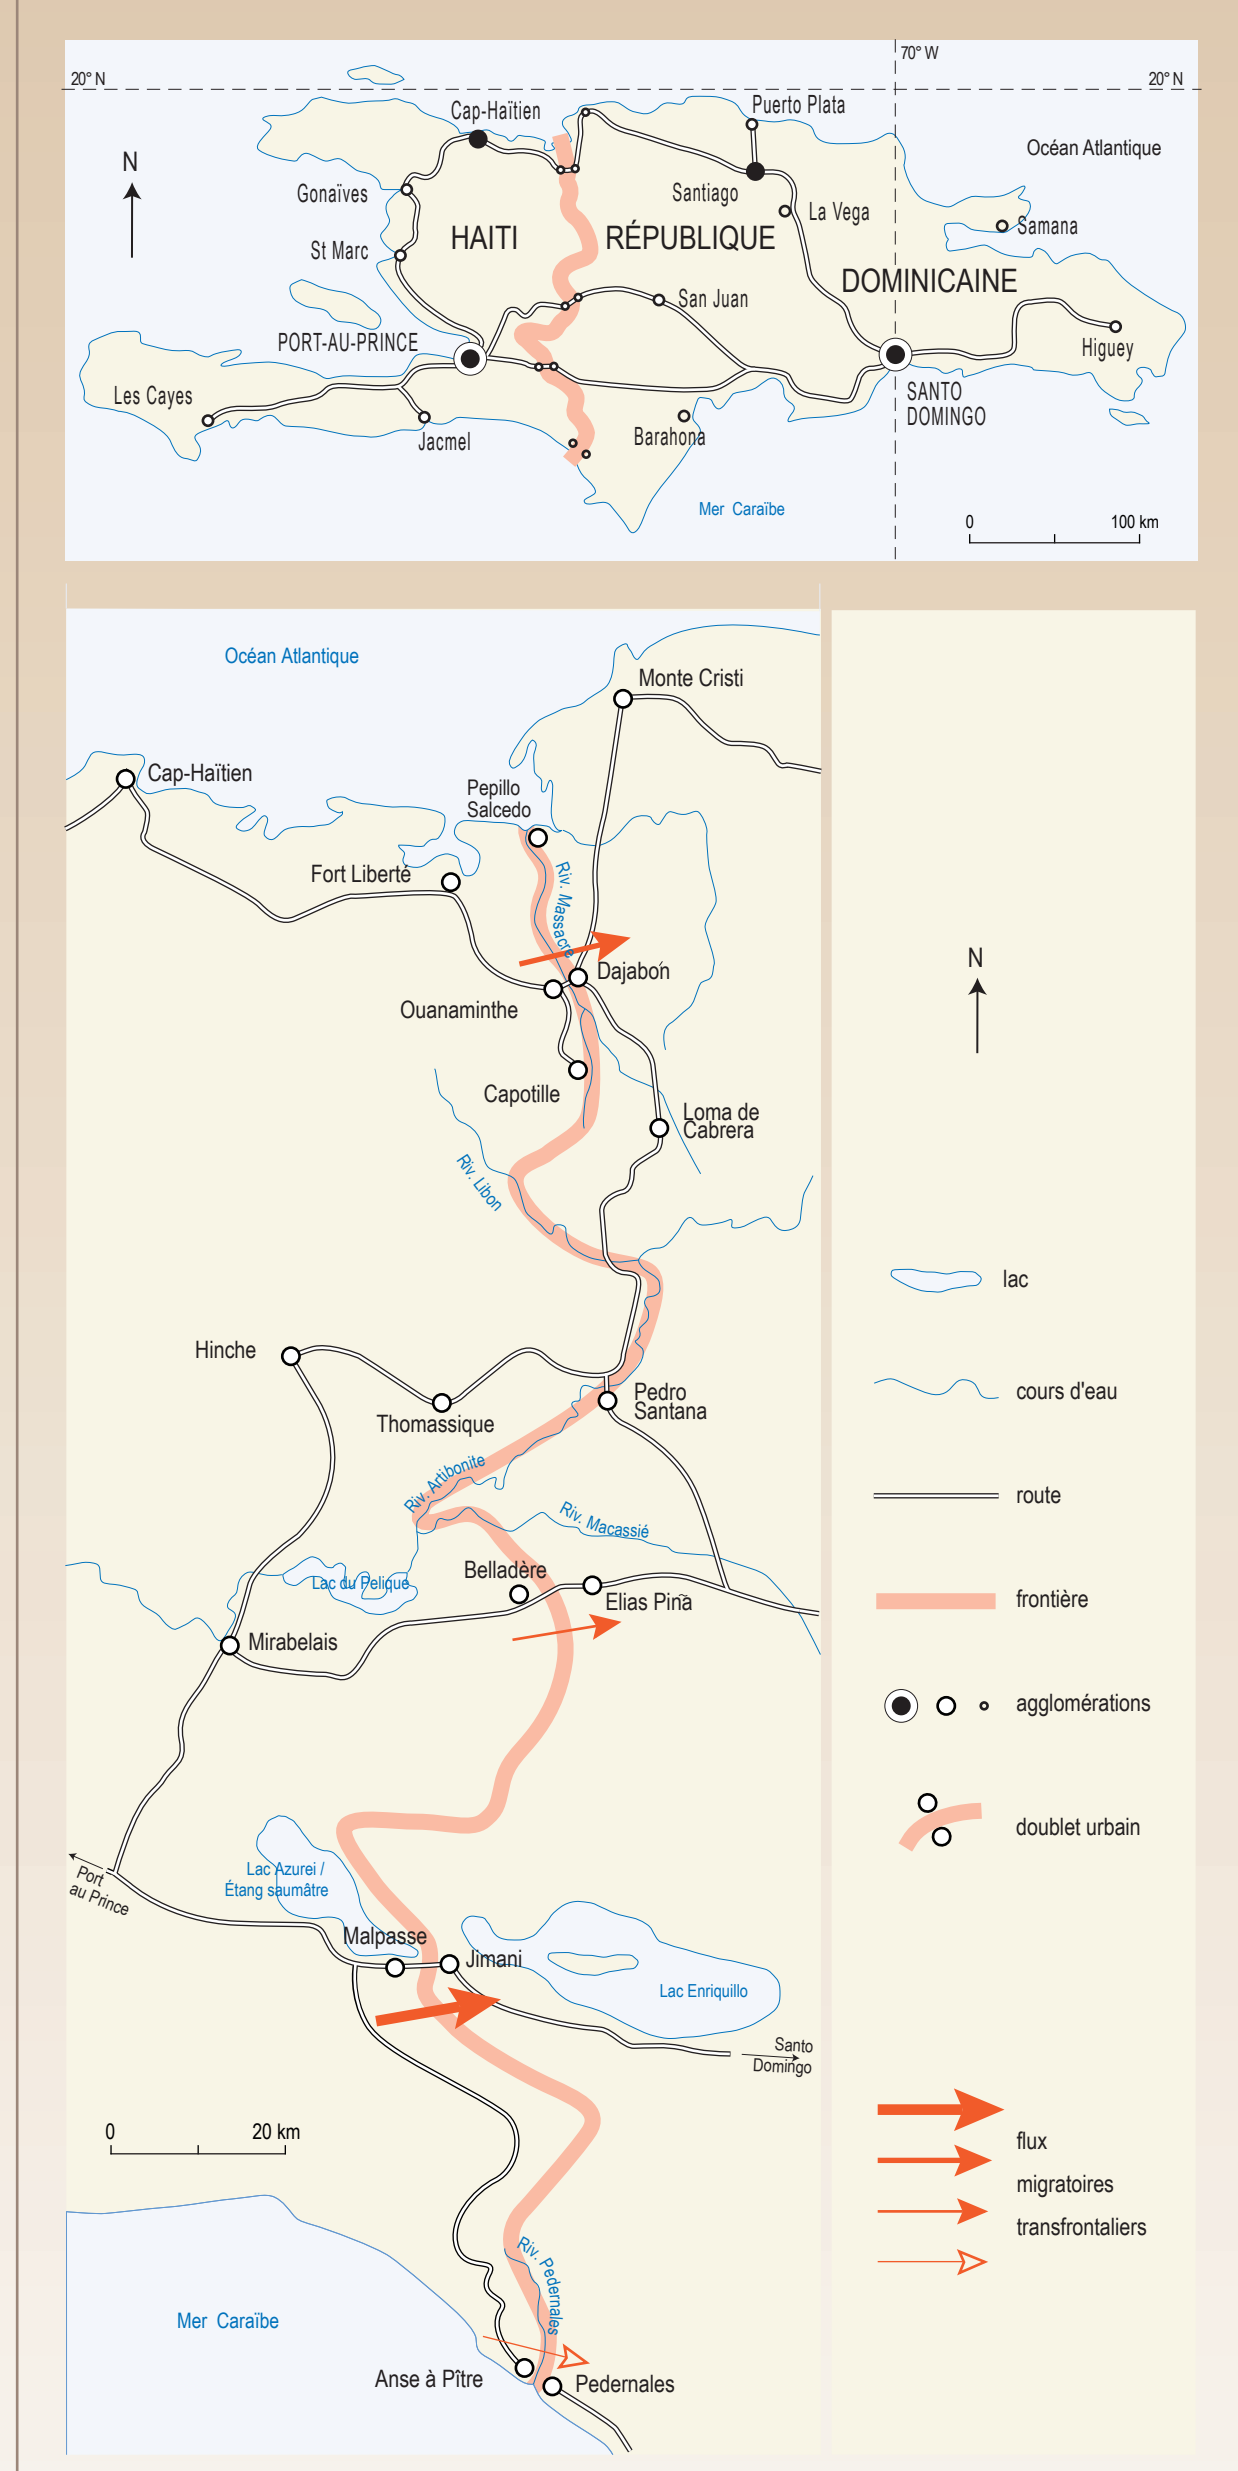 70° W
20° N
20° N
Cap-Haïtien
Puerto Plata
Océan Atlantique
N
Gonaïves
Santiago
La Vega
Samana
St Marc
HAITI
RÉPUBLIQUE
DOMINICAINE
San Juan
PORT-AU-PRINCE
Higuey
Les Cayes
SANTO
DOMINGO
Jacmel
Barahona
Mer Caraïbe
0
100 km
Océan Atlantique
Monte Cristi
Cap-Haïtien
Pepillo
Salcedo
Fort Liberté
Riv. Massacre
Dajabón
Ouanaminthe
Capotille
Loma de
Cabrera
Riv. Libon
Hinche
Pedro
Santana
Thomassique
Riv. Artibonite
Riv. Macassié
Belladère
Lac du Pelique
Elias Pinã
Mirabelais
Lac Azurei /
Étang saumâtre
Port
au Prince
Malpasse
Jimani
Lac Enriquillo
Santo
Domingo
0
20 km
Riv. Pedernales
Mer Caraïbe
Anse à Pître
Pedernales
N
lac
cours d'eau
route
frontière
agglomérations
doublet urbain
flux
migratoires
transfrontaliers